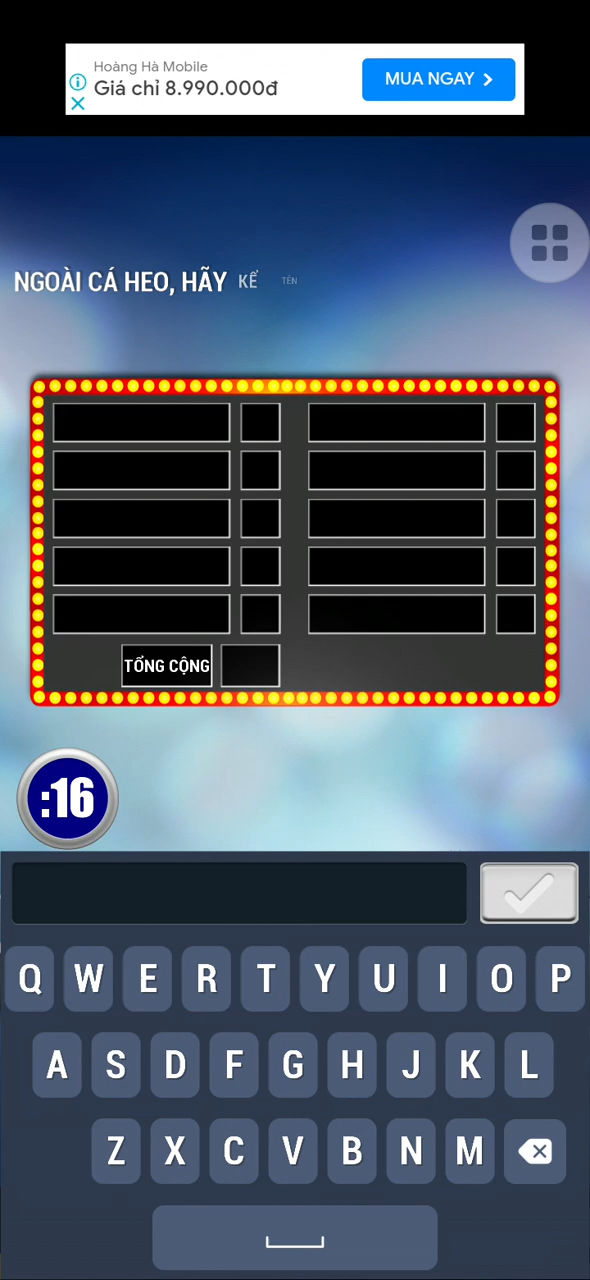 Hoàng Hà Mobile
Giá chỉ 8.990.000đ
MUA NGAY
NGOÀI CÁ HEO, HÃY KỂ TÊN
TỔNG CỘNG
:16
Q W E R T Y U I O P
A S D F G H J K L
Z X C V B N M